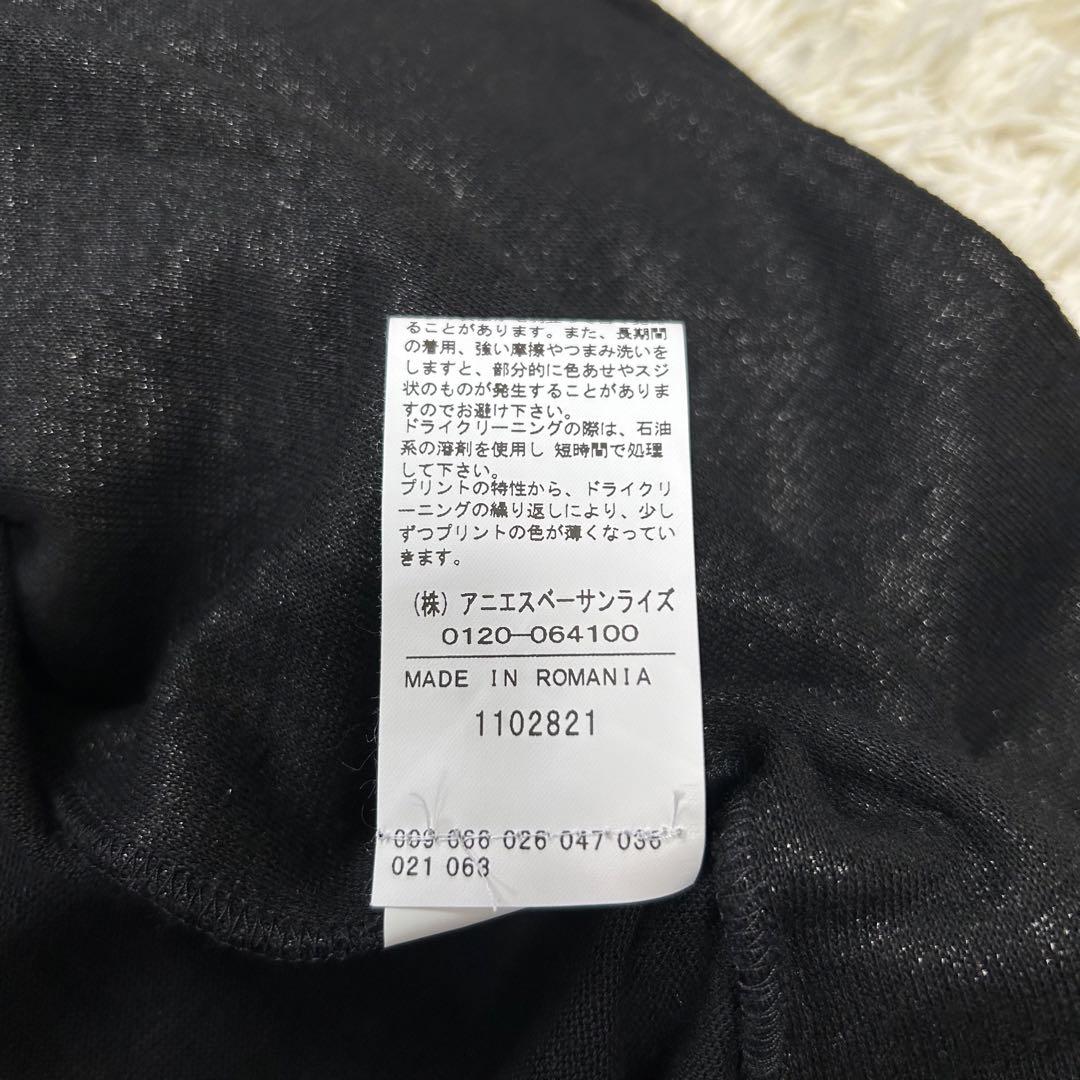 ることがあります。また、長期間
の着用、強い摩擦やつまみ洗いを
しますと、部分的に色あせやスジ
状のものが発生することがありま
すのでお避け下さい。
ドライクリーニングの際は、石油
系の溶剤を使用し 短時間で処理
して下さい。
プリントの特性から、ドライクリ
ーニングの繰り返しにより、少し
ずつプリントの色が薄くなってい
きます。
(株) アニエスベーサンライズ
0120-064100
MADE IN ROMANIA
1102821
009 066 026 047 036
021 063